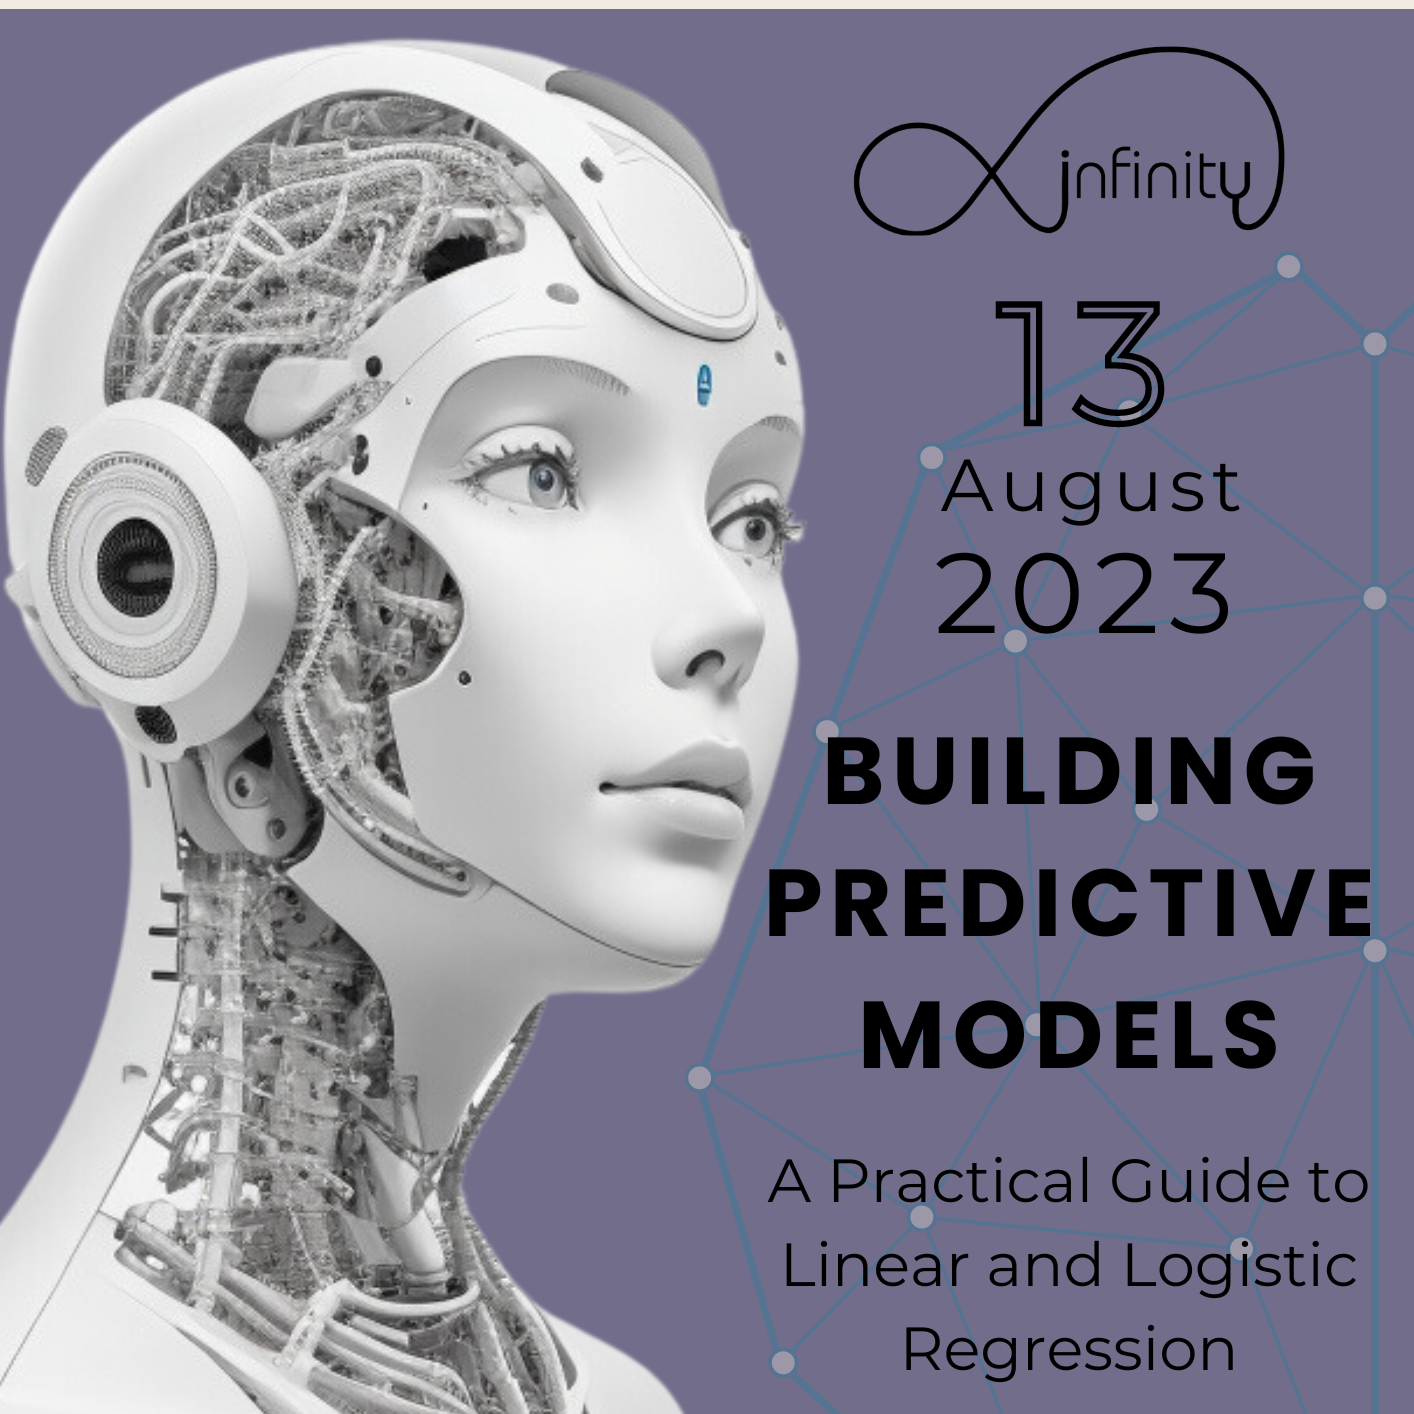 infinity
13
August
2023
BUILDING
PREDICTIVE
MODELS
A Practical Guide to
Linear and Logistic
Regression